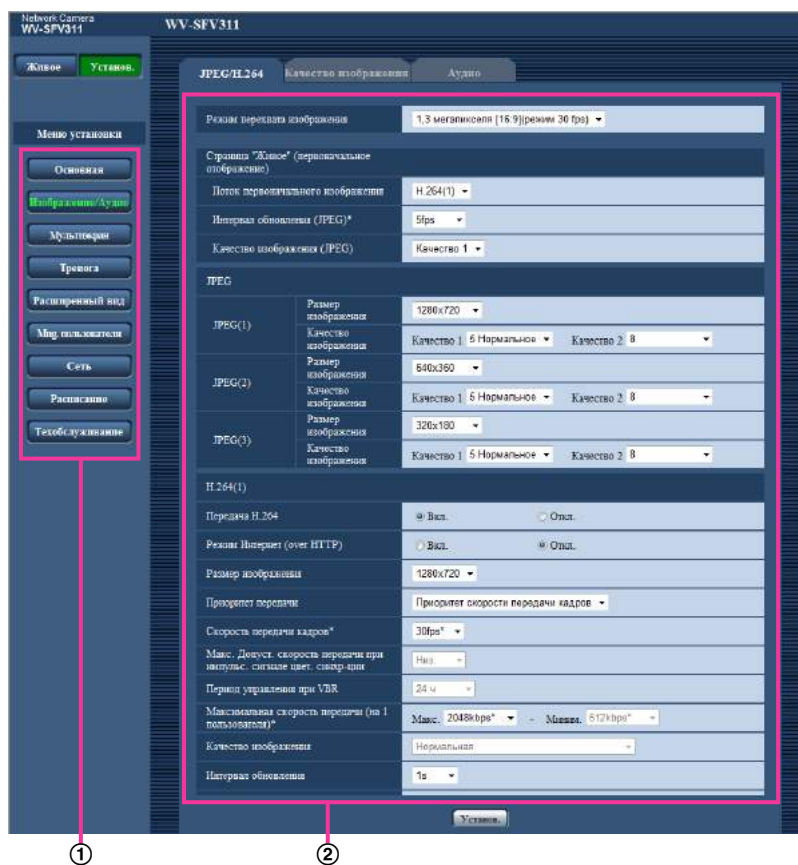 Network Camera
WV-SFV311
WV-SFV311
Живое Установ.
JPEG/H.264 Качество изображения Аудио
Меню установки
Основная
Изображение/Аудио
Мультиэкран
Тревога
Расширенный вид
Mng. пользователя
Сеть
Расписание
Техобслуживание
Режим перехвата изображения 1,3 мегапикселя [16:9](режим 30 fps)
Страница "Живое" (первоначальное
отображение)
Поток первоначального изображения H.264(1)
Интервал обновления (JPEG)* 5fps
Качество изображения (JPEG) Качество 1
JPEG
JPEG(1) Размер
изображения 1280x720
Качество
изображения Качество 1 5 Нормальное Качество 2 8
JPEG(2) Размер
изображения 640x360
Качество
изображения Качество 1 5 Нормальное Качество 2 8
JPEG(3) Размер
изображения 320x180
Качество
изображения Качество 1 5 Нормальное Качество 2 8
H.264(1)
Передача H.264 Вкл. Откл.
Режим Интернет (over HTTP) Вкл. Откл.
Размер изображения 1280x720
Приоритет передачи Приоритет скорости передачи кадров
Скорость передачи кадров* 30fps*
Макс. Допуст. скорость передачи при
импульс. сигнале цвет. синхр-ции Низ.
Период управления при VBR 24 ч
Максимальная скорость передачи (на 1
пользователя)* Макс. 2048kbps* - Миним. 512kbps*
Качество изображения Нормальная
Интервал обновления 1s
Установ.
① ②